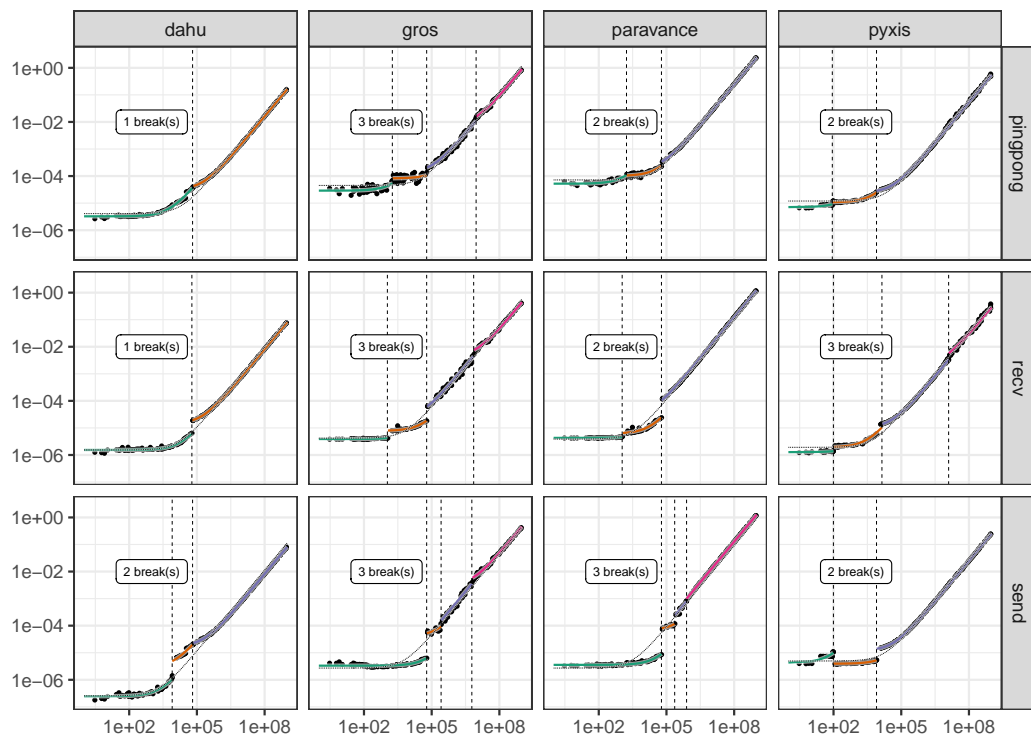 dahu gros paravance pyxis
1e+00
1e−02
1e−04
1e−06
1 break(s) 3 break(s) 2 break(s) 2 break(s)
pingpong
1e+00
1e−02
1e−04
1e−06
1 break(s) 3 break(s) 2 break(s) 3 break(s)
recv
1e+00
1e−02
1e−04
1e−06
2 break(s) 3 break(s) 3 break(s) 2 break(s)
send
1e+02 1e+05 1e+08 1e+02 1e+05 1e+08 1e+02 1e+05 1e+08 1e+02 1e+05 1e+08